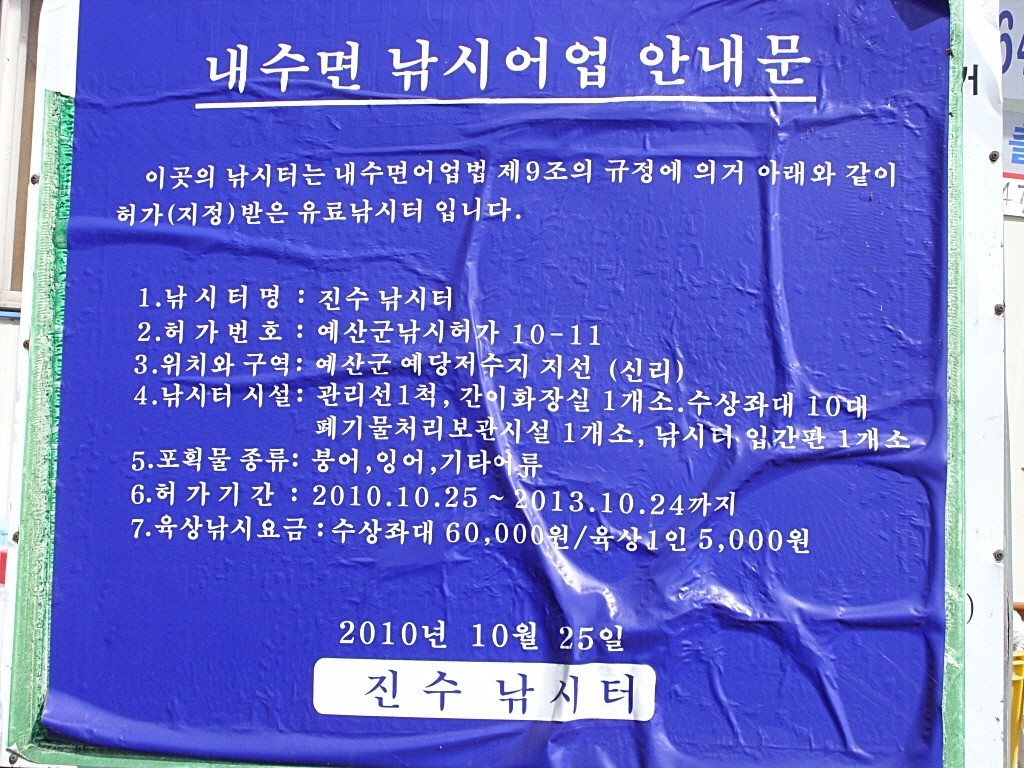 내수면 낚시어업 안내문
이곳의 낚시터는 내수면어업법 제9조의 규정에 의거 아래와 같이
허가(지정)받은 유료낚시터 입니다.
1.낚시터명 : 진수 낚시터
2.허가번호 : 예산군낚시허가 10-11
3.위치와 구역: 예산군 예당저수지 지선 (신리)
4.낚시터 시설: 관리선1척, 간이화장실 1개소.수상좌대 10대
폐기물처리보관시설 1개소, 낚시터 입간판 1개소
5.포획물 종류: 붕어,잉어,기타어류
6.허가기간 : 2010.10.25 ~ 2013.10.24까지
7.육상낚시요금 : 수상좌대 60,000원/육상1인 5,000원
2010년 10월 25일
진수 낚시터